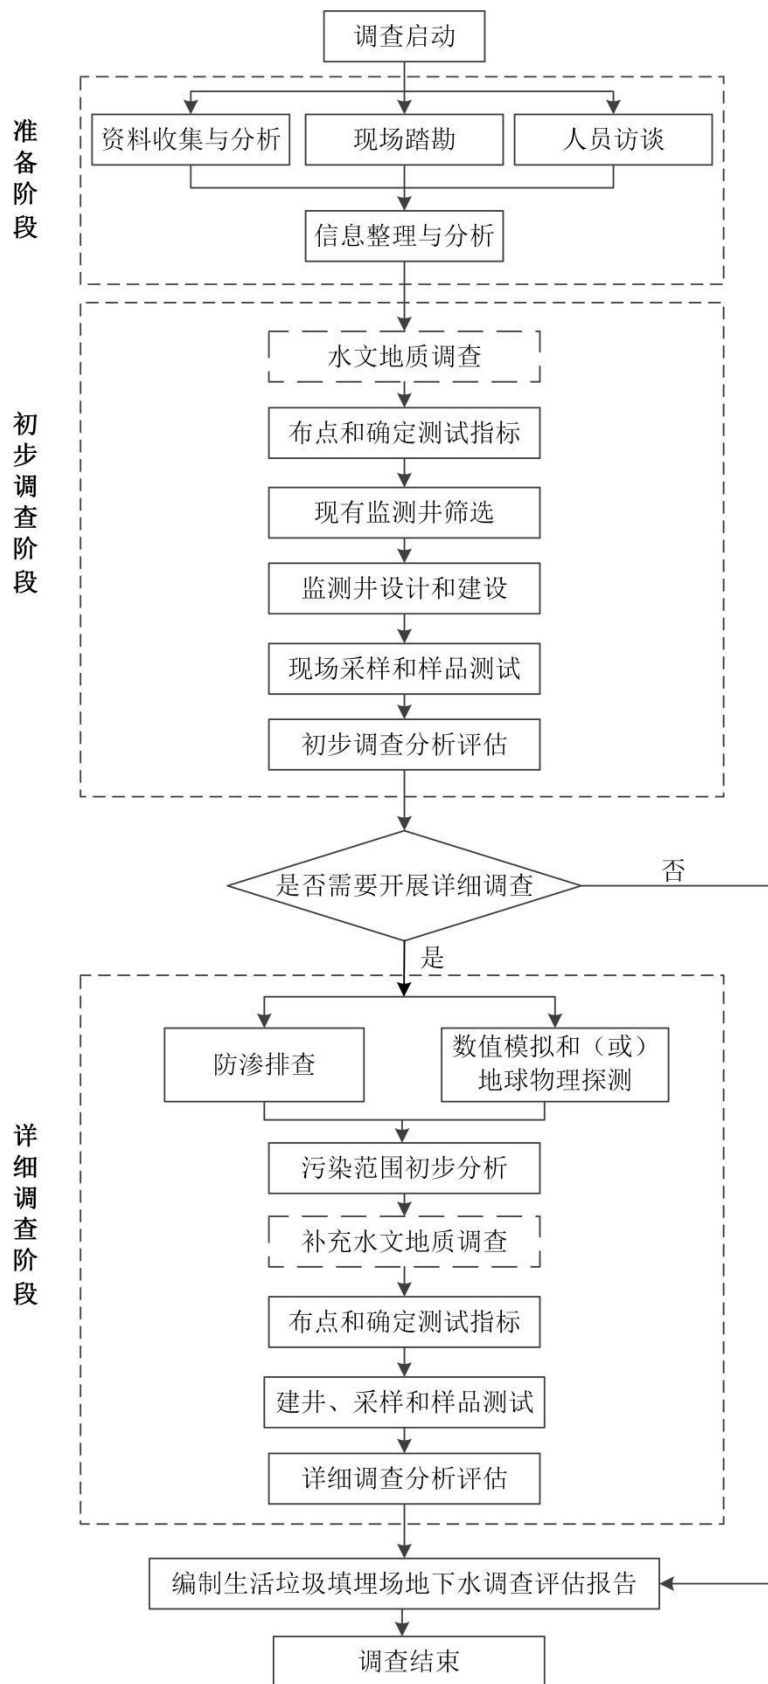 调查启动
准备阶段
资料收集与分析
现场踏勘
人员访谈
信息整理与分析
初步调查阶段
水文地质调查
布点和确定测试指标
现有监测井筛选
监测井设计和建设
现场采样和样品测试
初步调查分析评估
是否需要开展详细调查
否
是
详细调查阶段
防渗排查
数值模拟和（或）
地球物理探测
污染范围初步分析
补充水文地质调查
布点和确定测试指标
建井、采样和样品测试
详细调查分析评估
编制生活垃圾填埋场地下水调查评估报告
调查结束